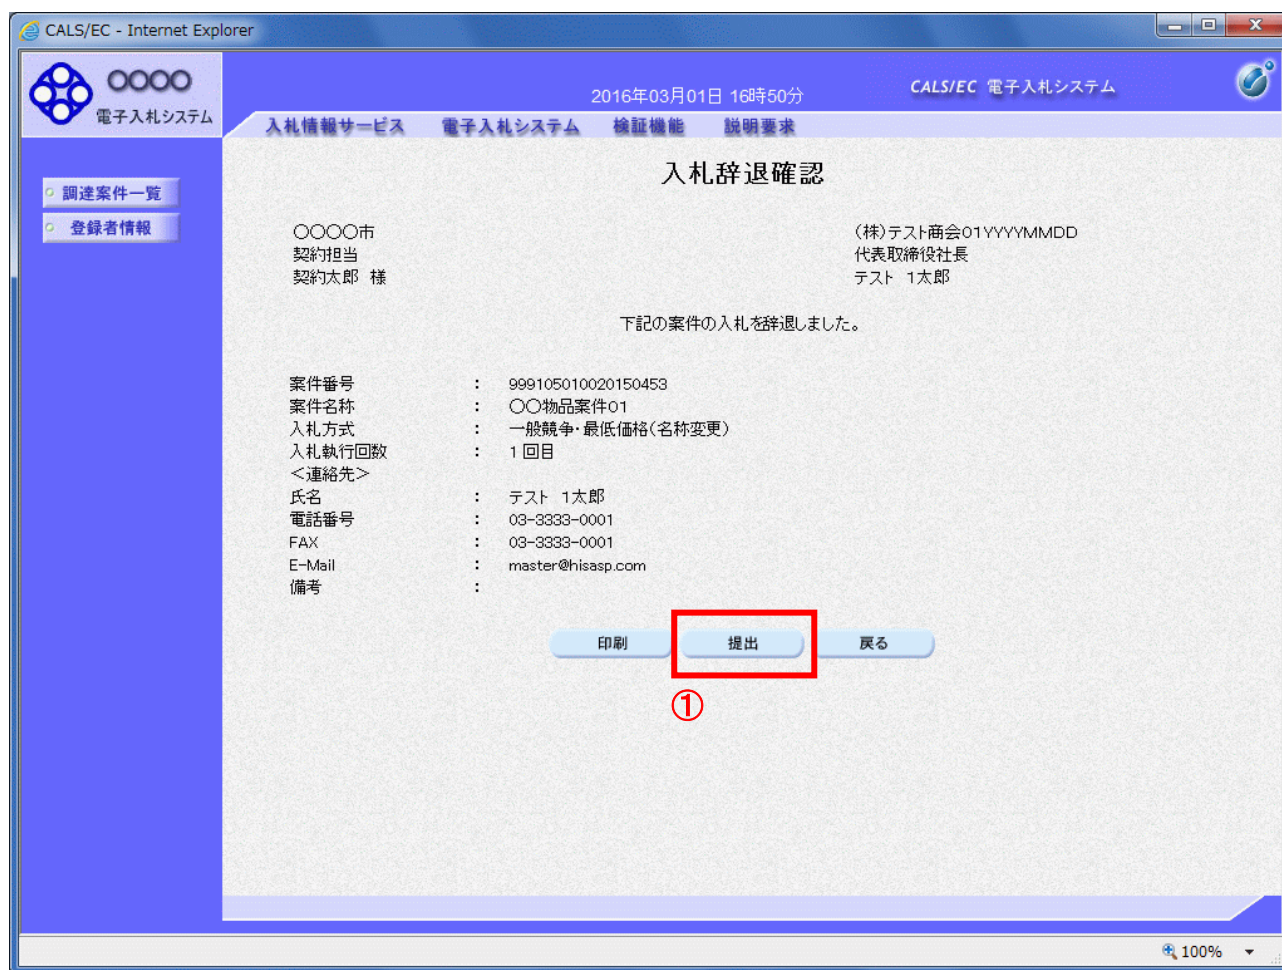 CALS/EC - Internet Explorer
〇〇〇〇
電子入札システム
2016年03月01日 16時50分
CALS/EC 電子入札システム
入札情報サービス 電子入札システム 検証機能 説明要求
調達案件一覧
登録者情報
入札辞退確認
〇〇〇〇市
契約担当
契約太郎 様
(株)テスト商会01YYYYMMDD
代表取締役社長
テスト 1太郎
下記の案件の入札を辞退しました。
案件番号 : 999105010020150453
案件名称 : 〇〇物品案件01
入札方式 : 一般競争・最低価格(名称変更)
入札執行回数 : 1回目
<連絡先>
氏名 : テスト 1太郎
電話番号 : 03-3333-0001
FAX : 03-3333-0001
E-Mail : master@hisasp.com
備考 :
印刷 提出 戻る
①
100%